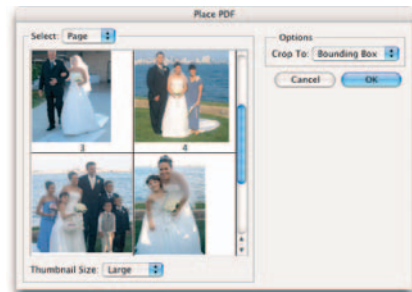 Place PDF
Select: Page
3
4
Thumbnail Size: Large
Options
Crop To: Bounding Box
Cancel
OK